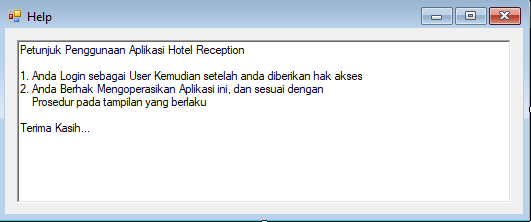 Help
Petunjuk Penggunaan Aplikasi Hotel Reception
1. Anda Login sebagai User Kemudian setelah anda diberikan hak akses
2. Anda Berhak Mengoperasikan Aplikasi ini, dan sesuai dengan
Prosedur pada tampilan yang berlaku
Terima Kasih...